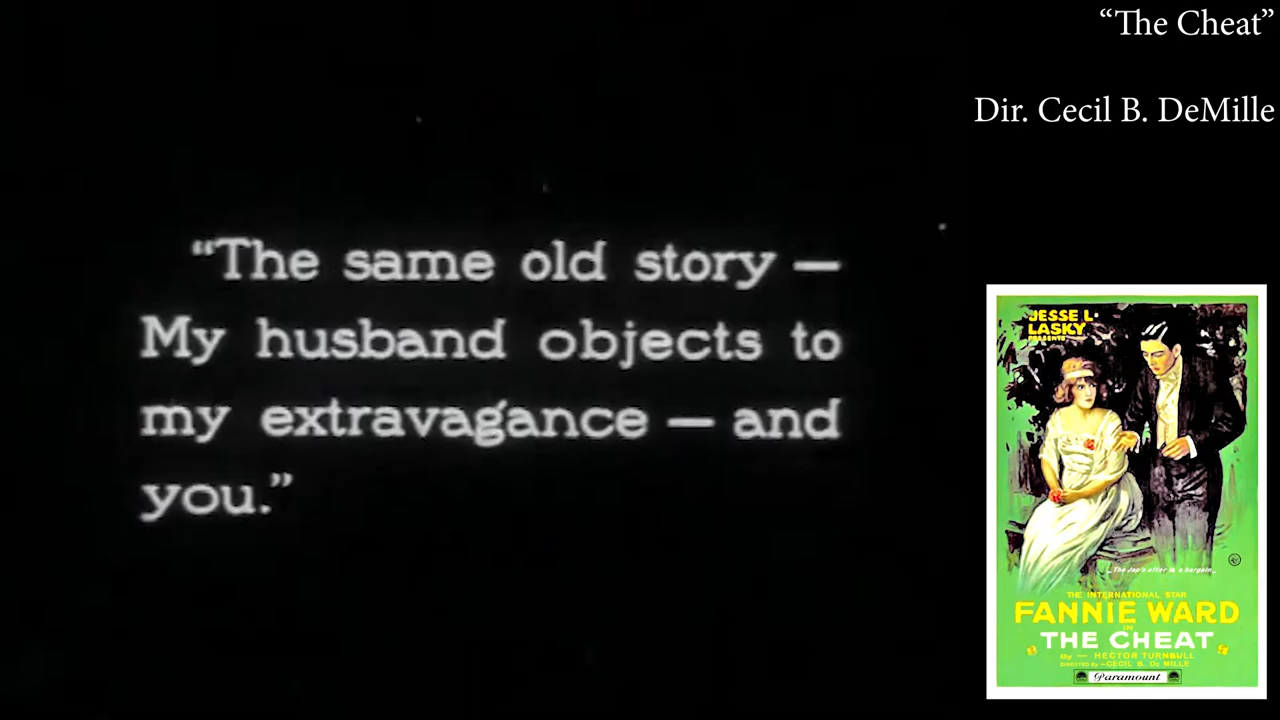 “The Cheat”
Dir. Cecil B. DeMille
“The same old story —
My husband objects to
my extravagance — and
you.”
JESSE L.
LASKY
PRESENTS
The Jap's offer is a bargain
THE INTERNATIONAL STAR
FANNIE WARD
IN
THE CHEAT
By — HECTOR TURNBULL
DIRECTED By — CECIL B. De MILLE
Paramount